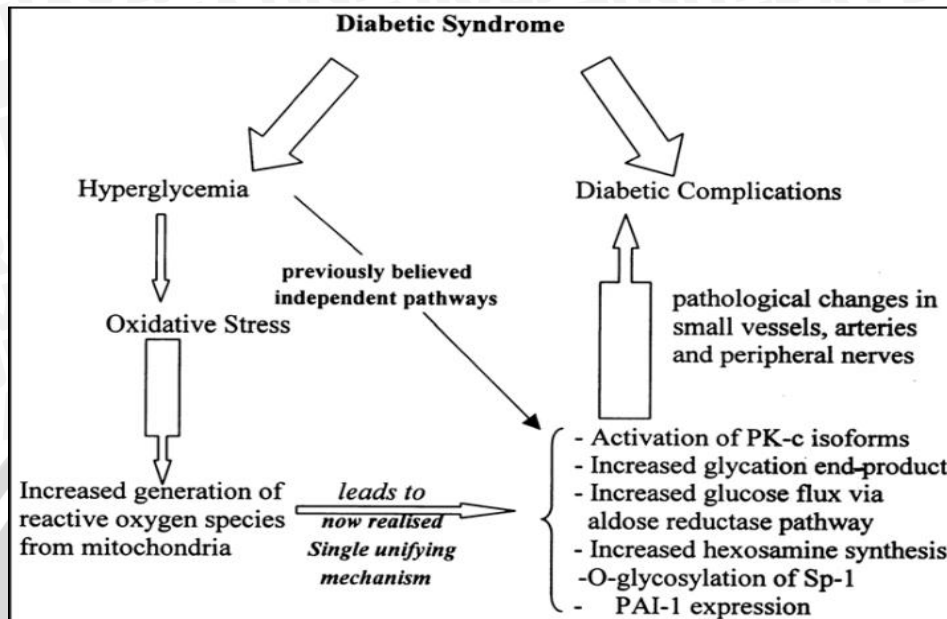 Diabetic Syndrome
Hyperglycemia
Diabetic Complications
previously believed
independent pathways
Oxidative Stress
pathological changes in
small vessels, arteries
and peripheral nerves
Increased generation of
reactive oxygen species
from mitochondria
leads to
now realised
Single unifying
mechanism
- Activation of PK-c isoforms
- Increased glycation end-product
- Increased glucose flux via
aldose reductase pathway
- Increased hexosamine synthesis
-O-glycosylation of Sp-1
- PAI-1 expression